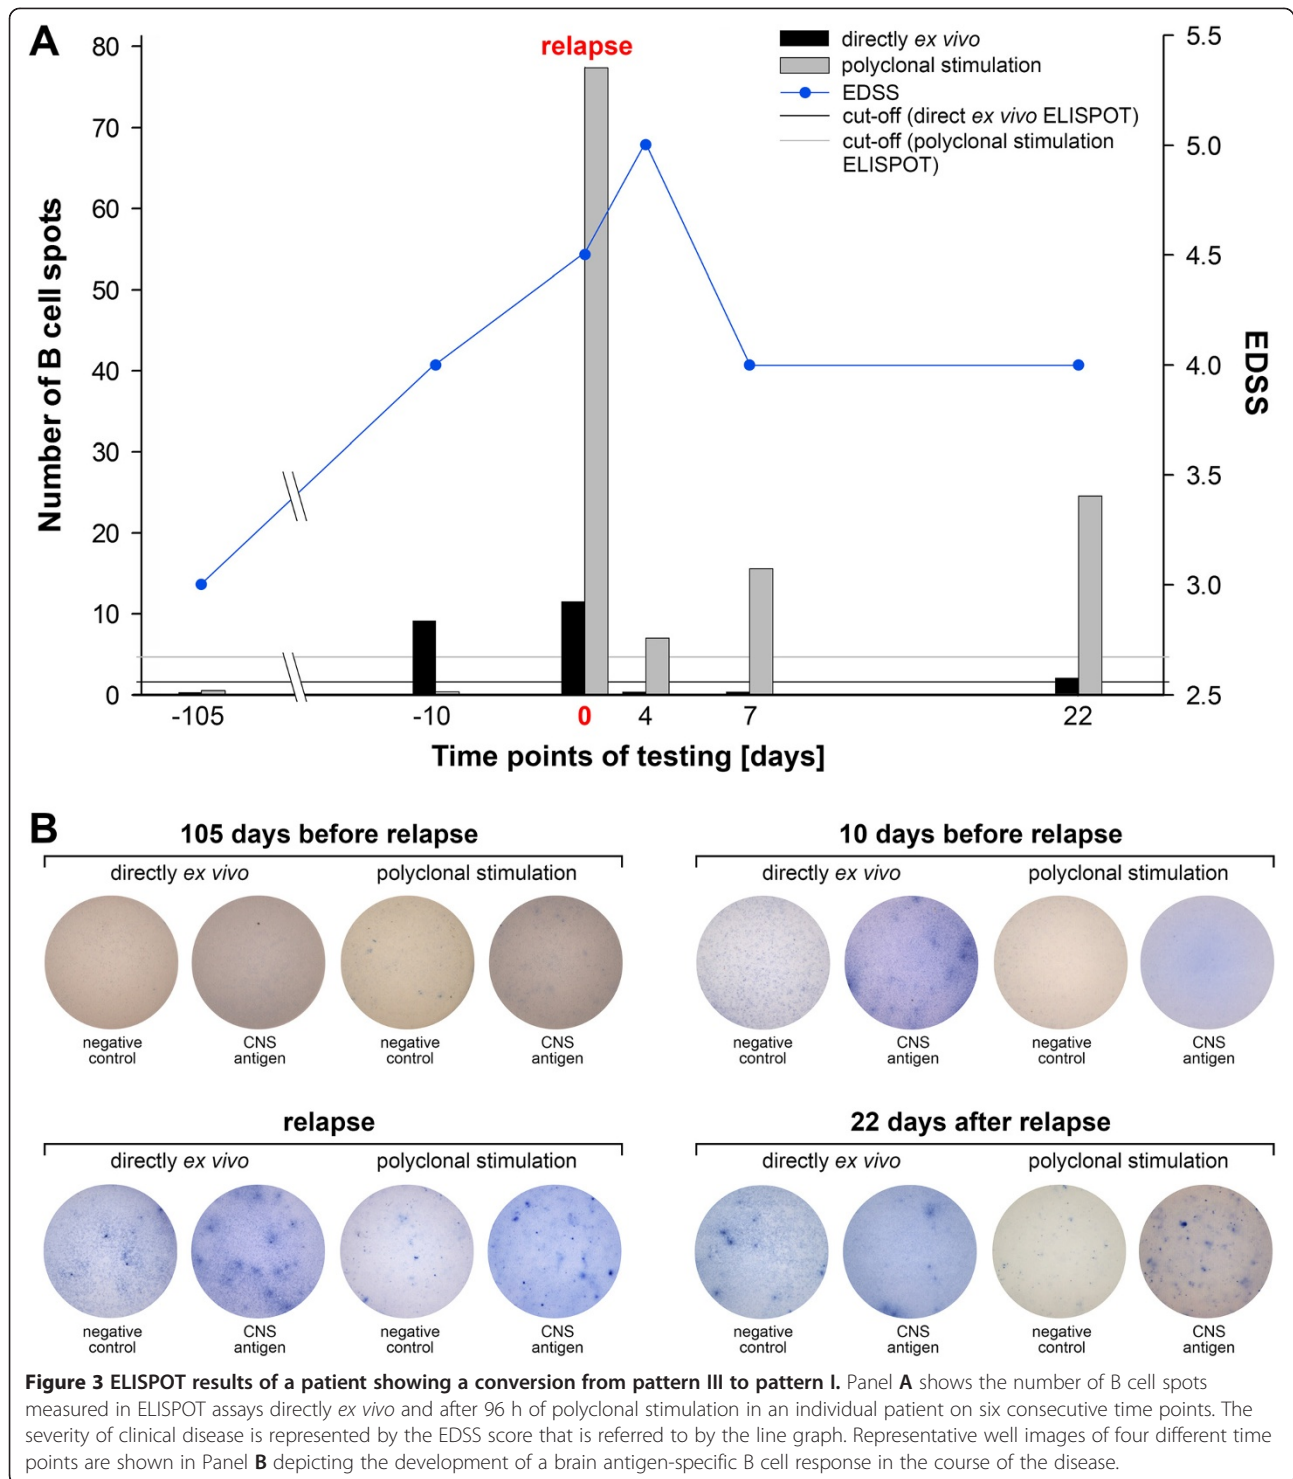 A
relapse
directly ex vivo
polyclonal stimulation
EDSS
cut-off (direct ex vivo ELISPOT)
cut-off (polyclonal stimulation
ELISPOT)
80
70
60
50
40
30
20
10
0
Number of B cell spots
5.5
5.0
4.5
4.0
3.5
3.0
2.5
EDSS
-105 -10 0 4 7 22
Time points of testing [days]
B
105 days before relapse
directly ex vivo polyclonal stimulation
negative
control
CNS
antigen
negative
control
CNS
antigen
10 days before relapse
directly ex vivo polyclonal stimulation
negative
control
CNS
antigen
negative
control
CNS
antigen
relapse
directly ex vivo polyclonal stimulation
negative
control
CNS
antigen
negative
control
CNS
antigen
22 days after relapse
directly ex vivo polyclonal stimulation
negative
control
CNS
antigen
negative
control
CNS
antigen
Figure 3 ELISPOT results of a patient showing a conversion from pattern III to pattern I. Panel A shows the number of B cell spots
measured in ELISPOT assays directly ex vivo and after 96 h of polyclonal stimulation in an individual patient on six consecutive time points. The
severity of clinical disease is represented by the EDSS score that is referred to by the line graph. Representative well images of four different time
points are shown in Panel B depicting the development of a brain antigen-specific B cell response in the course of the disease.